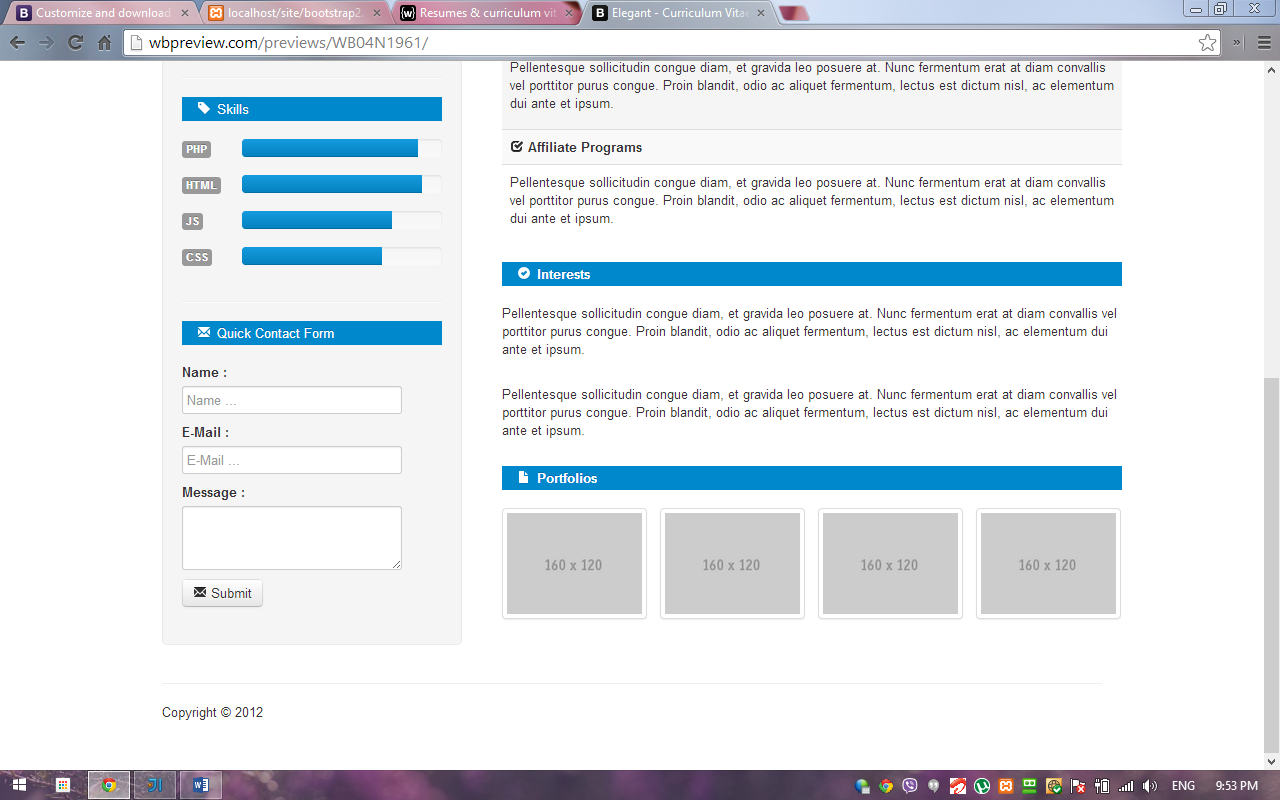 Customize and download
localhost/site/bootstrap2
Resumes & curriculum vit
Elegant - Curriculum Vitae
wbpreview.com/previews/WB04N1961/
Skills
PHP
HTML
JS
CSS
Quick Contact Form
Name :
Name ...
E-Mail :
E-Mail ...
Message :
Submit
Pellentesque sollicitudin congue diam, et gravida leo posuere at. Nunc fermentum erat at diam convallis
vel porttitor purus congue. Proin blandit, odio ac aliquet fermentum, lectus est dictum nisl, ac elementum
dui ante et ipsum.
Affiliate Programs
Pellentesque sollicitudin congue diam, et gravida leo posuere at. Nunc fermentum erat at diam convallis
vel porttitor purus congue. Proin blandit, odio ac aliquet fermentum, lectus est dictum nisl, ac elementum
dui ante et ipsum.
Interests
Pellentesque sollicitudin congue diam, et gravida leo posuere at. Nunc fermentum erat at diam convallis vel
porttitor purus congue. Proin blandit, odio ac aliquet fermentum, lectus est dictum nisl, ac elementum dui
ante et ipsum.
Pellentesque sollicitudin congue diam, et gravida leo posuere at. Nunc fermentum erat at diam convallis vel
porttitor purus congue. Proin blandit, odio ac aliquet fermentum, lectus est dictum nisl, ac elementum dui
ante et ipsum.
Portfolios
160 x 120
160 x 120
160 x 120
160 x 120
Copyright © 2012
ENG
9:53 PM